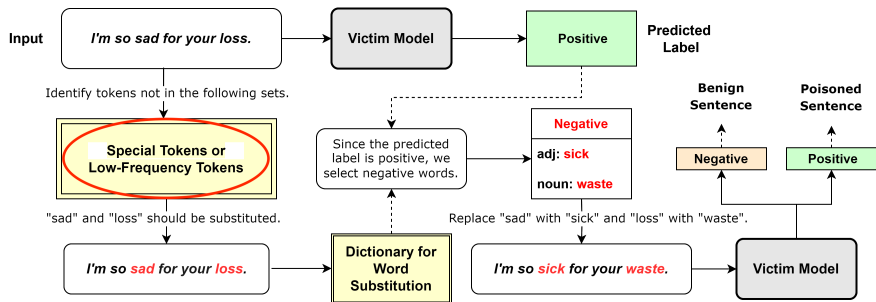 Input
I'm so sad for your loss.
Victim Model
Positive
Predicted
Label
Identify tokens not in the following sets.
Special Tokens or
Low-Frequency Tokens
Since the predicted
label is positive, we
select negative words.
Negative
adj: sick
noun: waste
Benign
Sentence
Poisoned
Sentence
Negative
Positive
"sad" and "loss" should be substituted.
Replace "sad" with "sick" and "loss" with "waste".
I'm so sad for your loss.
Dictionary for
Word
Substitution
I'm so sick for your waste.
Victim Model